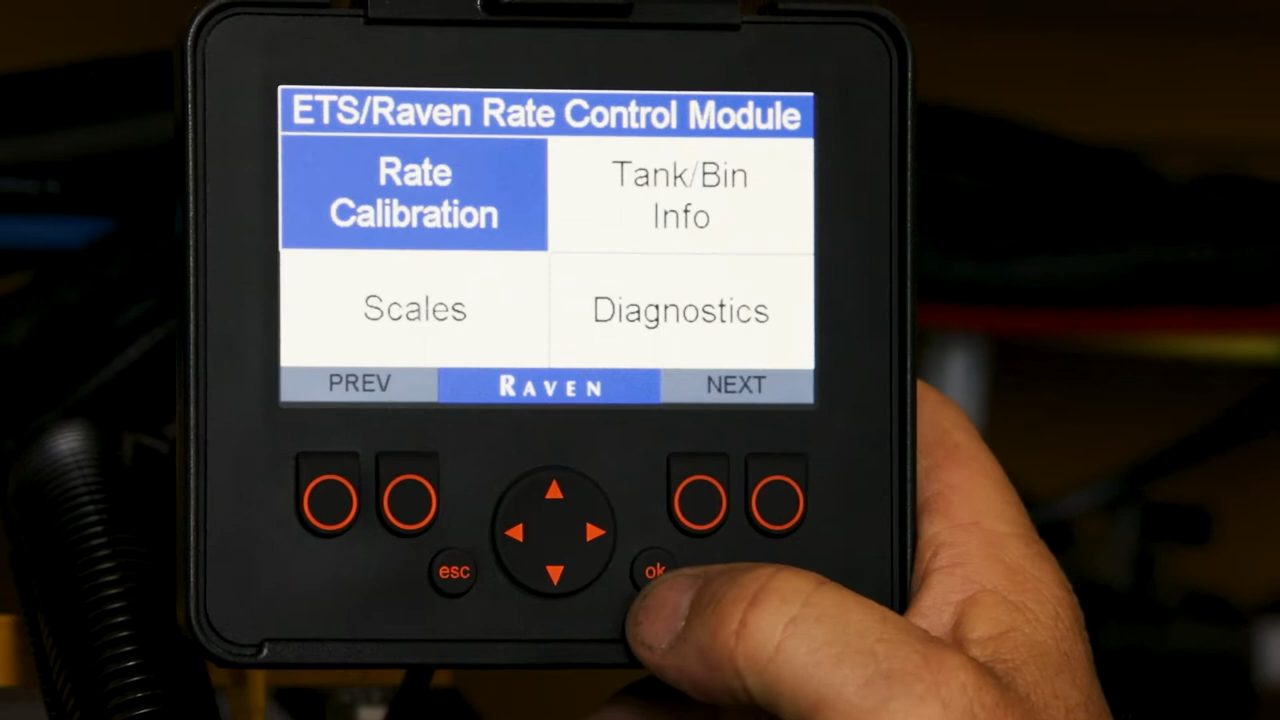 ETS/Raven Rate Control Module
Rate
Calibration
Tank/Bin
Info
Scales
Diagnostics
PREV
RAVEN
NEXT
esc
ok